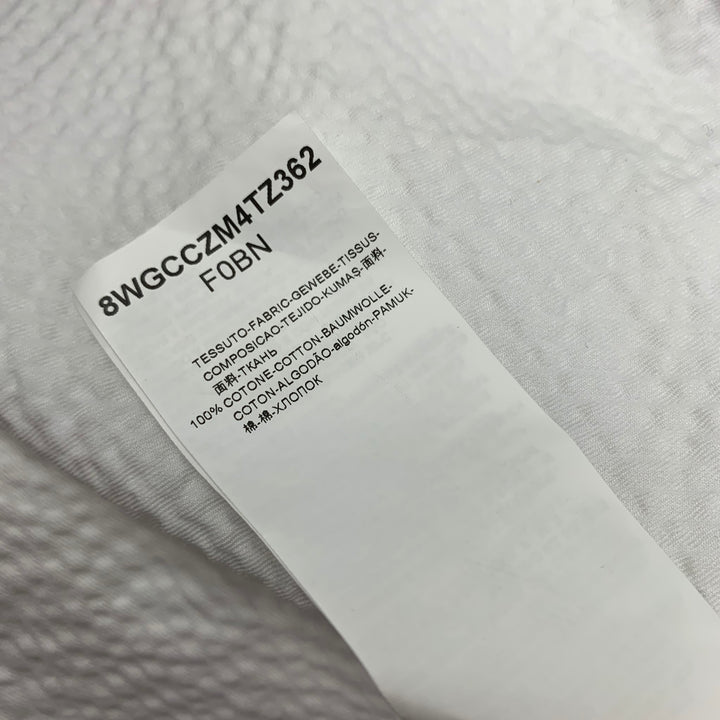 8WGCCZM4TZ362
F0BN
TESSUTO-FABRIC-GEWEBE-TISSUS-
COMPOSICAO-TEJIDO-KUMAŞ-面料-
面料-ТКАНЬ
100% COTONE-COTTON-BAUMWOLLE-
COTON-ALGODÃO-algodón-PAMUK-
棉-棉-ХЛОПОК